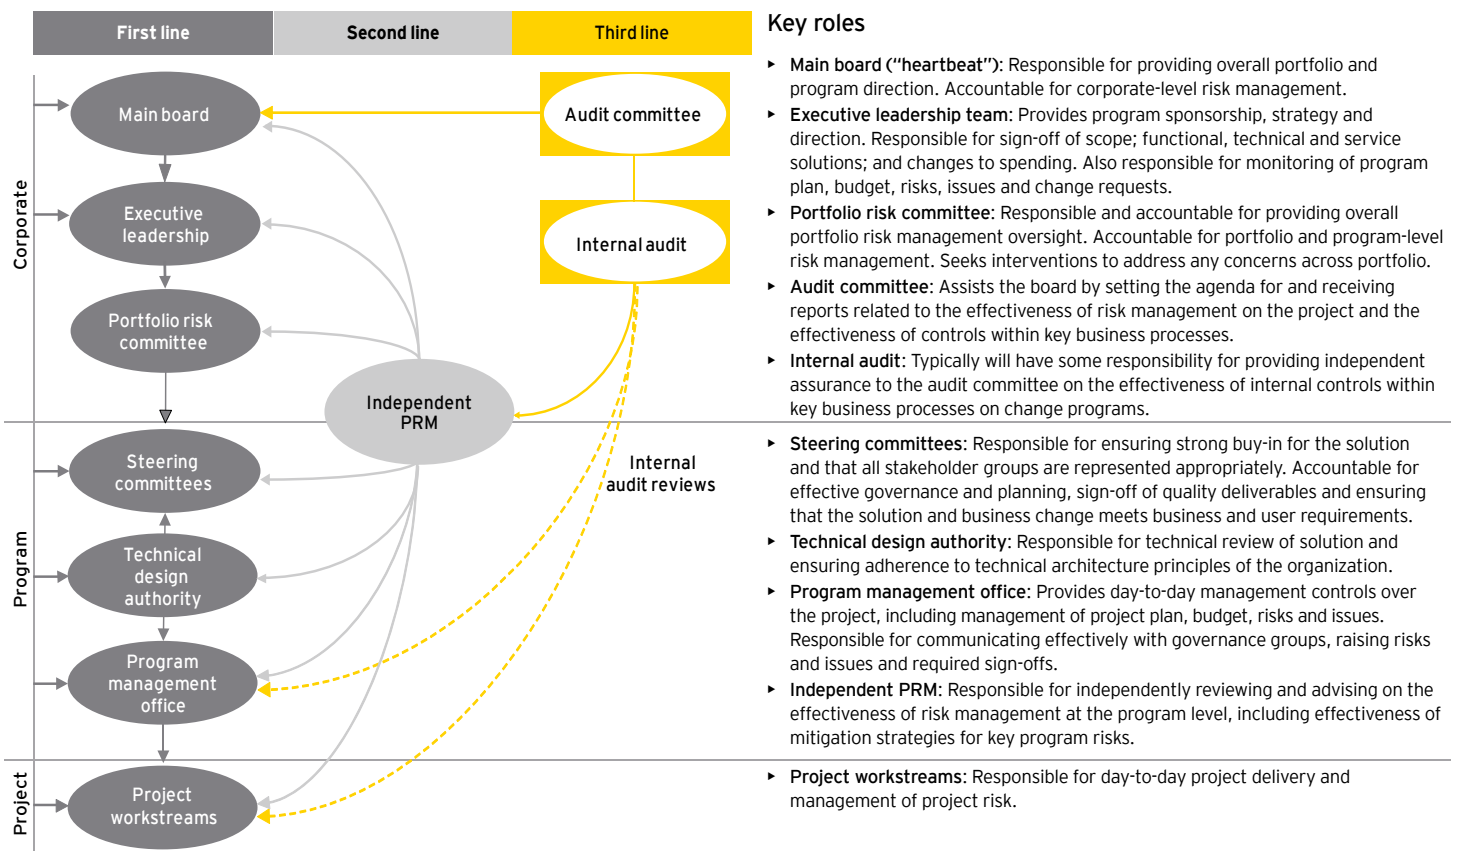 First line
Second line
Third line
Corporate
Main board
Executive
leadership
Portfolio risk
committee
Audit committee
Internal audit
Independent
PRM
Program
Steering
committees
Technical
design
authority
Program
management
office
Internal
audit reviews
Project
Project
workstreams
Key roles
▸ Main board (“heartbeat”): Responsible for providing overall portfolio and
program direction. Accountable for corporate-level risk management.
▸ Executive leadership team: Provides program sponsorship, strategy and
direction. Responsible for sign-off of scope; functional, technical and service
solutions; and changes to spending. Also responsible for monitoring of program
plan, budget, risks, issues and change requests.
▸ Portfolio risk committee: Responsible and accountable for providing overall
portfolio risk management oversight. Accountable for portfolio and program-level
risk management. Seeks interventions to address any concerns across portfolio.
▸ Audit committee: Assists the board by setting the agenda for and receiving
reports related to the effectiveness of risk management on the project and the
effectiveness of controls within key business processes.
▸ Internal audit: Typically will have some responsibility for providing independent
assurance to the audit committee on the effectiveness of internal controls within
key business processes on change programs.
▸ Steering committees: Responsible for ensuring strong buy-in for the solution
and that all stakeholder groups are represented appropriately. Accountable for
effective governance and planning, sign-off of quality deliverables and ensuring
that the solution and business change meets business and user requirements.
▸ Technical design authority: Responsible for technical review of solution and
ensuring adherence to technical architecture principles of the organization.
▸ Program management office: Provides day-to-day management controls over
the project, including management of project plan, budget, risks and issues.
Responsible for communicating effectively with governance groups, raising risks
and issues and required sign-offs.
▸ Independent PRM: Responsible for independently reviewing and advising on the
effectiveness of risk management at the program level, including effectiveness of
mitigation strategies for key program risks.
▸ Project workstreams: Responsible for day-to-day project delivery and
management of project risk.